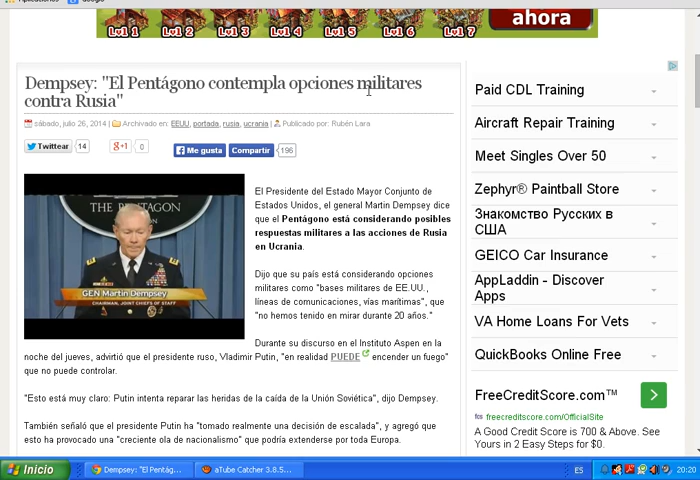 Aplicaciones Google
Lvl 1 Lvl 2 Lvl 3 Lvl 4 Lvl 5 Lvl 6 Lvl 7
ahora
Dempsey: "El Pentágono contempla opciones militares
contra Rusia"
sábado, julio 26, 2014 | Archivado en: EEUU, portada, rusia, ucrania | Publicado por: Rubén Lara
Twittear 14 g+1 0 Me gusta Compartir 196
THE PENTAGON
GEN Martin Dempsey
CHAIRMAN, JOINT CHIEFS OF STAFF
El Presidente del Estado Mayor Conjunto de
Estados Unidos, el general Martin Dempsey dice
que el Pentágono está considerando posibles
respuestas militares a las acciones de Rusia
en Ucrania.
Dijo que su país está considerando opciones
militares como "bases militares de EE.UU.,
líneas de comunicaciones, vías marítimas", que
"no hemos tenido en mirar durante 20 años."
Durante su discurso en el Instituto Aspen en la
noche del jueves, advirtió que el presidente ruso, Vladimir Putin, "en realidad PUEDE encender un fuego"
que no puede controlar.
"Esto está muy claro: Putin intenta reparar las heridas de la caída de la Unión Soviética", dijo Dempsey.
También señaló que el presidente Putin ha "tomado realmente una decisión de escalada", y agregó que
esto ha provocado una "creciente ola de nacionalismo" que podría extenderse por toda Europa.
Paid CDL Training
Aircraft Repair Training
Meet Singles Over 50
Zephyr® Paintball Store
Знакомство Русских в
США
GEICO Car Insurance
AppLaddin - Discover
Apps
VA Home Loans For Vets
QuickBooks Online Free
FreeCreditScore.com™
fcs freecreditscore.com/OfficialSite
A Good Credit Score is 700 & Above. See
Yours in 2 Easy Steps for $0.
Inicio
Dempsey: "El Pentág...
aTube Catcher 3.8.5...
ES
20:20